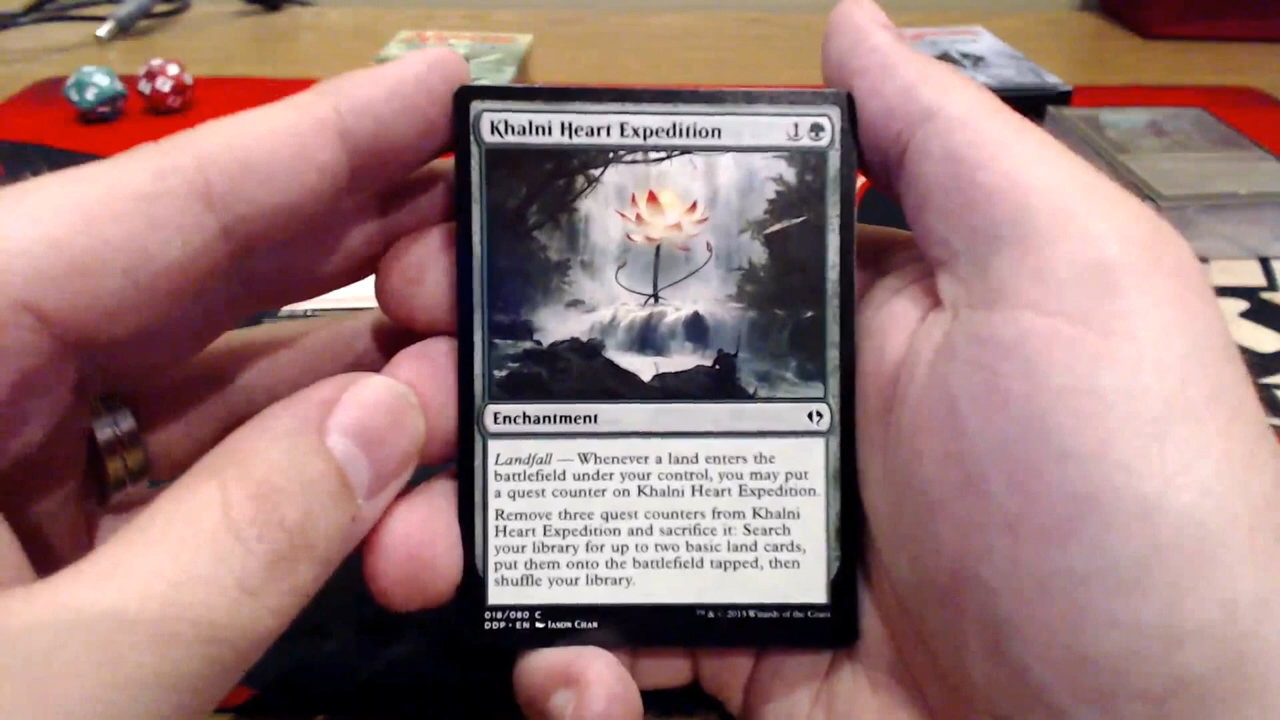 Khalni Heart Expedition 1
Enchantment
Landfall — Whenever a land enters the
battlefield under your control, you may put
a quest counter on Khalni Heart Expedition.
Remove three quest counters from Khalni
Heart Expedition and sacrifice it: Search
your library for up to two basic land cards,
put them onto the battlefield tapped, then
shuffle your library.
018/080 C
DDP • EN Jason Chan
™ & © 2015 Wizards of the Coast